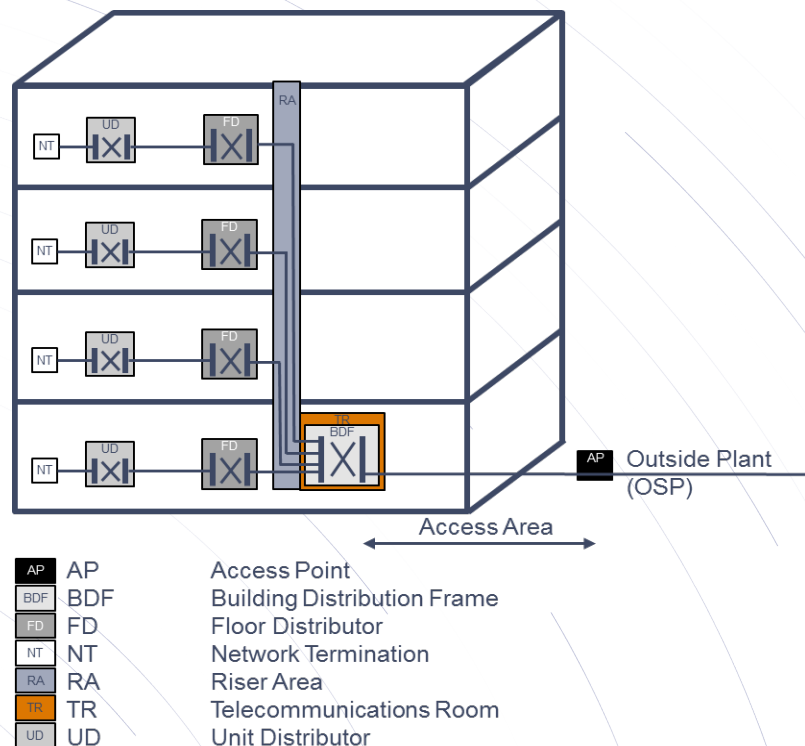 RA
UD
FD
NT
UD
FD
NT
UD
FD
NT
TR
BDF
UD
FD
NT
AP
Outside Plant
(OSP)
Access Area
AP AP Access Point
BDF BDF Building Distribution Frame
FD FD Floor Distributor
NT NT Network Termination
RA RA Riser Area
TR TR Telecommunications Room
UD UD Unit Distributor